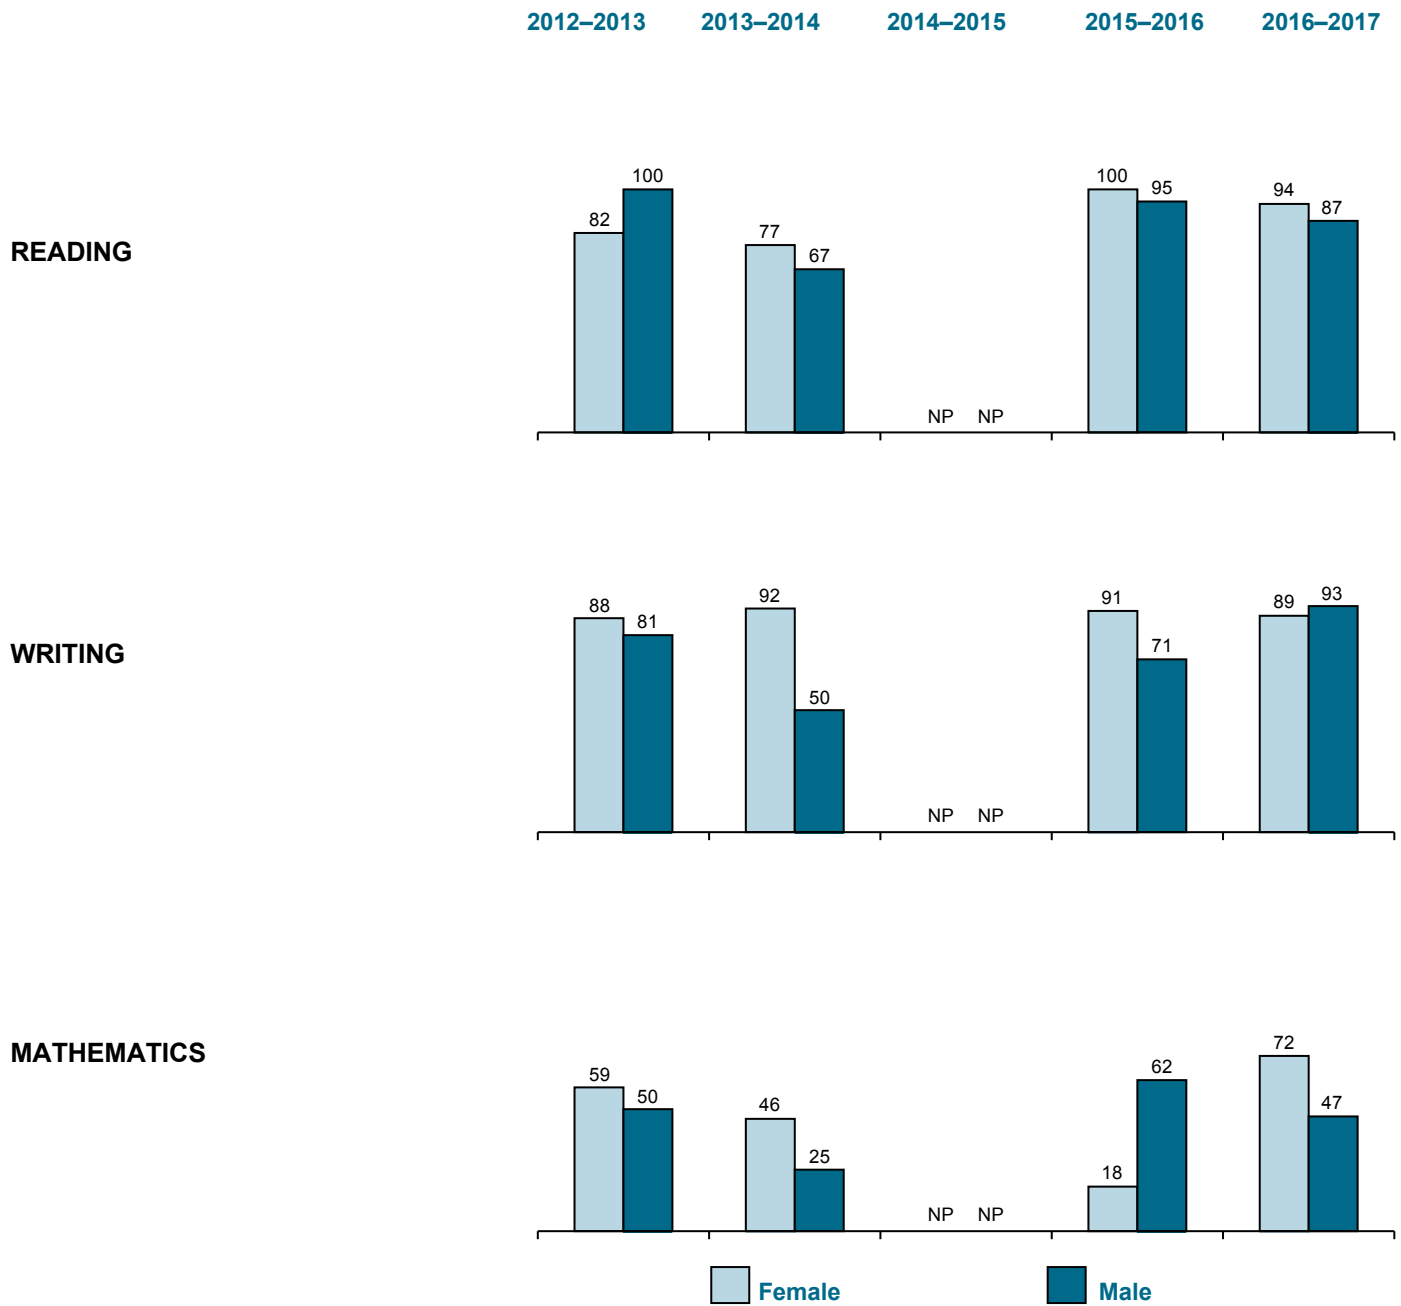 2012–2013 2013–2014 2014–2015 2015–2016 2016–2017
READING
82 100 77 67 NP NP 100 95 94 87
WRITING
88 81 92 50 NP NP 91 71 89 93
MATHEMATICS
59 50 46 25 NP NP 18 62 72 47
Female Male